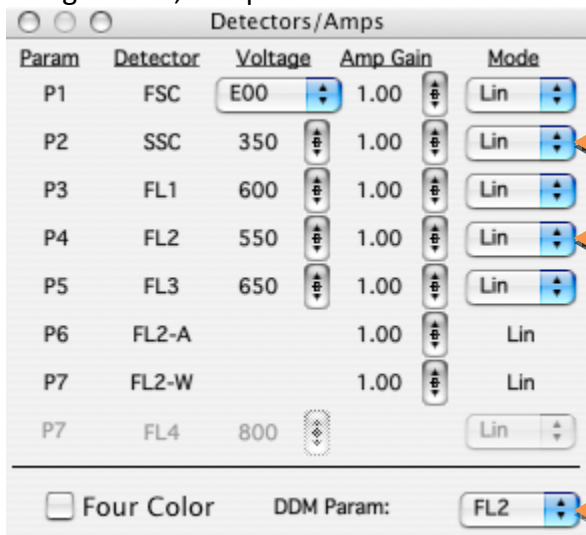 Detectors/Amps
Param Detector Voltage Amp Gain Mode
P1 FSC E00 1.00 Lin
P2 SSC 350 1.00 Lin
P3 FL1 600 1.00 Lin
P4 FL2 550 1.00 Lin
P5 FL3 650 1.00 Lin
P6 FL2-A 1.00 Lin
P7 FL2-W 1.00 Lin
P7 FL4 800 Lin
Four Color DDM Param: FL2